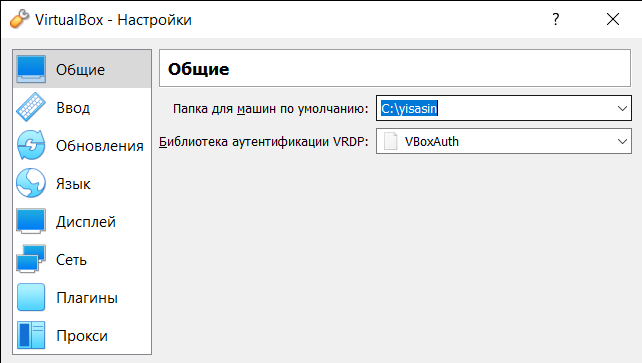 VirtualBox - Настройки
?
Общие
Ввод
Обновления
Язык
Дисплей
Сеть
Плагины
Прокси
Общие
Папка для машин по умолчанию: C:\yisasin
Библиотека аутентификации VRDP: VBoxAuth